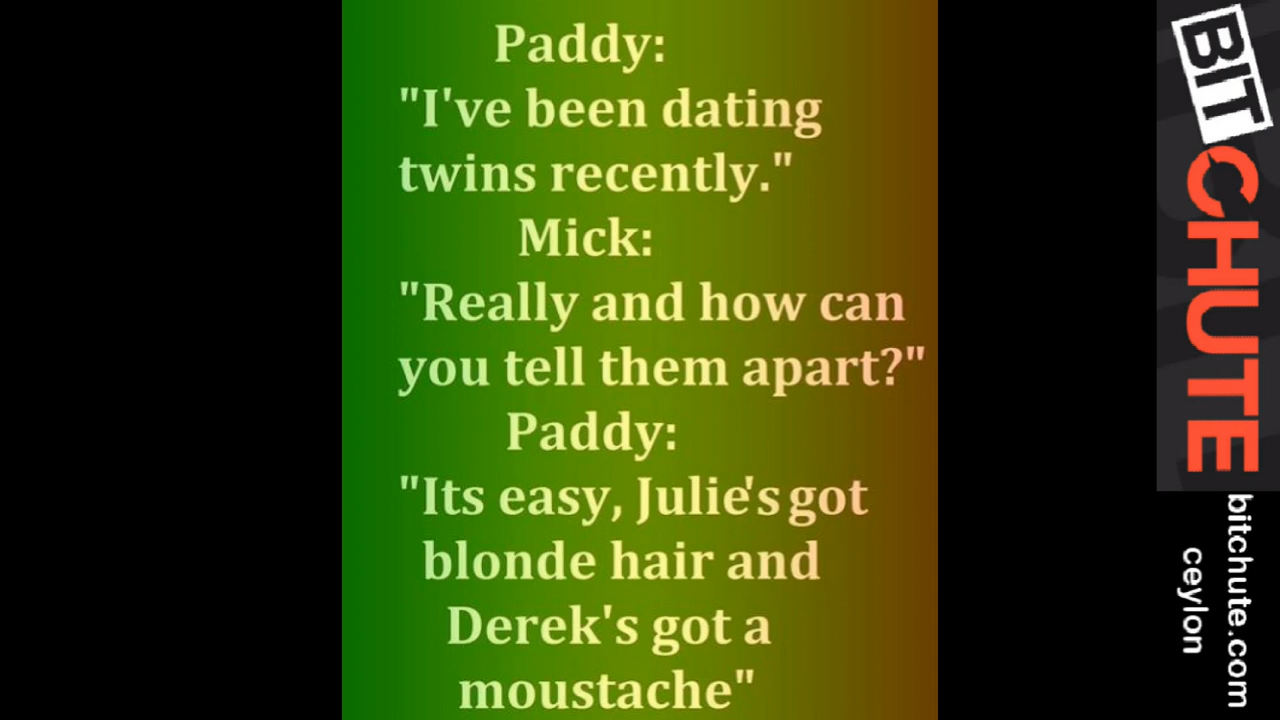 Paddy:
"I've been dating
twins recently."
Mick:
"Really and how can
you tell them apart?"
Paddy:
"Its easy, Julie's got
blonde hair and
Derek's got a
moustache"
BITCHUTE
bitchute.com
ceylon